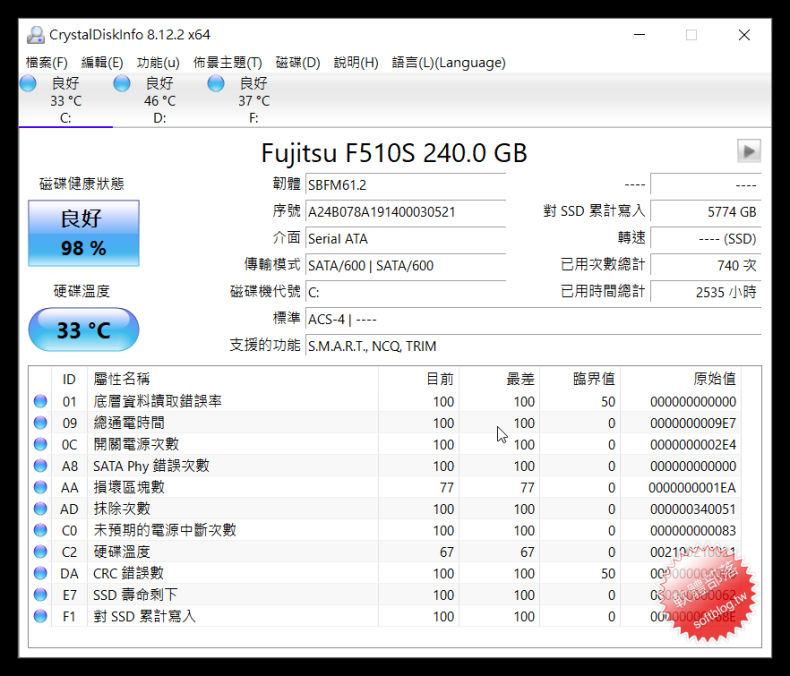 CrystalDiskInfo 8.12.2 x64
檔案(F) 編輯(E) 功能(u) 佈景主題(T) 磁碟(D) 說明(H) 語言(L)(Language)
良好 良好 良好
33 °C 46 °C 37 °C
C: D: F:
Fujitsu F510S 240.0 GB
磁碟健康狀態
良好
98 %
硬碟溫度
33 °C
韌體 SBFM61.2 ---- ----
序號 A24B078A191400030521 對 SSD 累計寫入 5774 GB
介面 Serial ATA 轉速 ---- (SSD)
傳輸模式 SATA/600 | SATA/600 已用次數總計 740 次
磁碟機代號 C: 已用時間總計 2535 小時
標準 ACS-4 | ----
支援的功能 S.M.A.R.T., NCQ, TRIM
ID 屬性名稱 目前 最差 臨界值 原始值
01 底層資料讀取錯誤率 100 100 50 000000000000
09 總通電時間 100 100 0 0000000009E7
0C 開關電源次數 100 100 0 0000000002E4
A8 SATA Phy 錯誤次數 100 100 0 000000000000
AA 損壞區塊數 77 77 0 0000000001EA
AD 抹除次數 100 100 0 000000340051
C0 未預期的電源中斷次數 100 100 0 000000000083
C2 硬碟溫度 67 67 0
DA CRC 錯誤數 100 100 50
E7 SSD 壽命剩下 100 100 0 000000000062
F1 對 SSD 累計寫入 100 100 0
軟體部落
softblog.tw